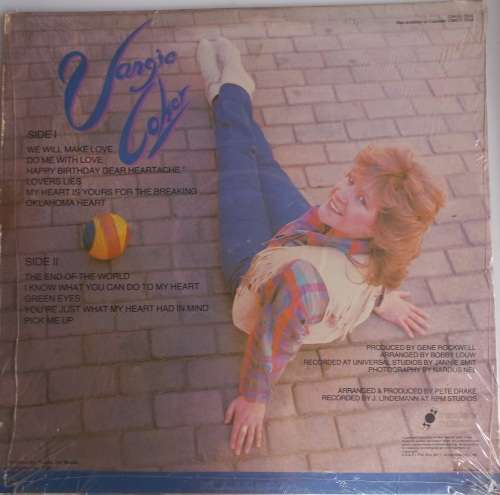 Vangie
Coker
SIDE I
WE WILL MAKE LOVE
DO ME WITH LOVE
HAPPY BIRTHDAY DEAR HEARTACHE
LOVERS LIES
MY HEART IS YOURS FOR THE BREAKING
OKLAHOMA HEART
SIDE II
THE END OF THE WORLD
I KNOW WHAT YOU CAN DO TO MY HEART
GREEN EYES
YOU'RE JUST WHAT MY HEART HAD IN MIND
PICK ME UP
PRODUCED BY GENE ROCKWELL
ARRANGED BY BOBBY LOUW
RECORDED AT UNIVERSAL STUDIOS BY JANNIE SMIT
PHOTOGRAPHY BY NARDUS NEL
ARRANGED & PRODUCED BY PETE DRAKE
RECORDED BY J. LINDEMANN AT RPM STUDIOS